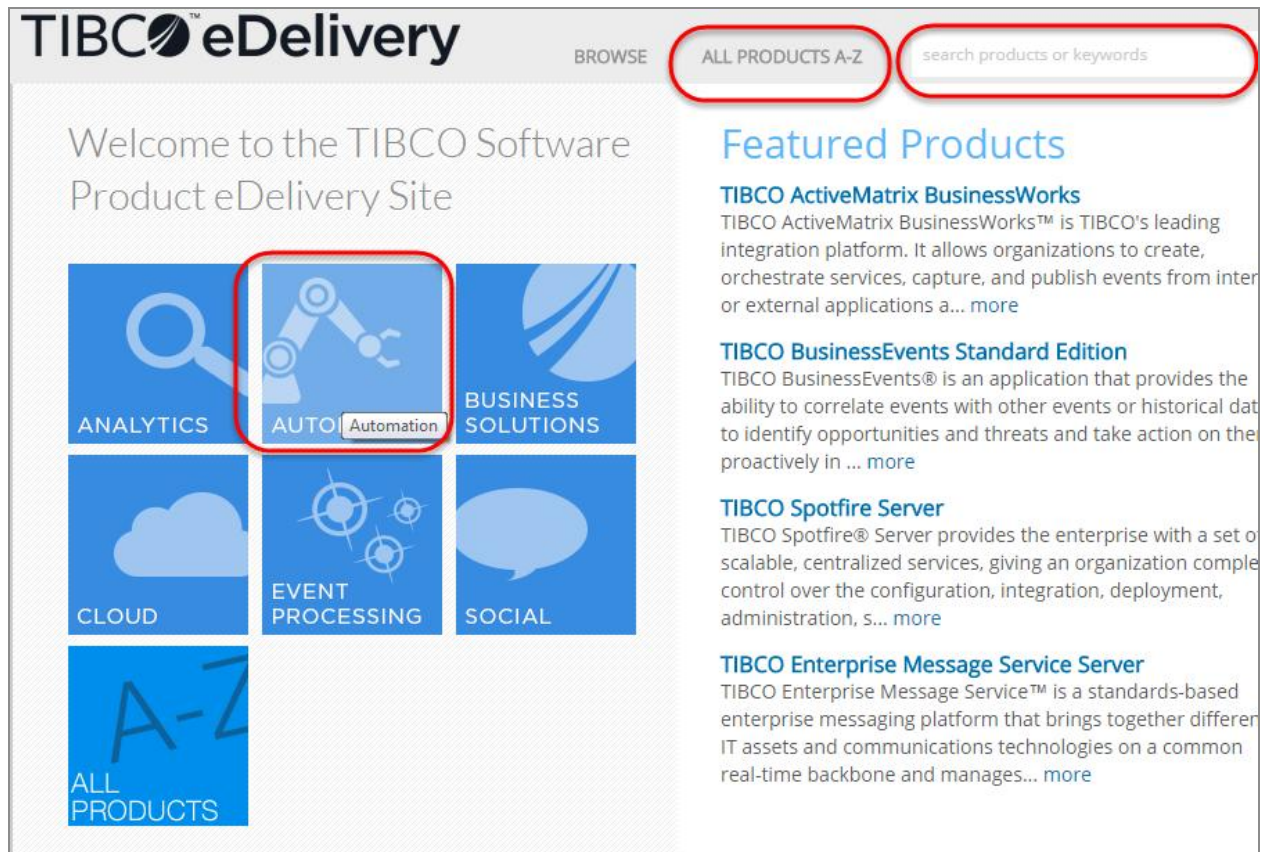 TIBCO™ eDelivery
BROWSE
ALL PRODUCTS A-Z
search products or keywords
Welcome to the TIBCO Software
Product eDelivery Site
ANALYTICS
Automation
BUSINESS
SOLUTIONS
CLOUD
EVENT
PROCESSING
SOCIAL
A-Z
ALL
PRODUCTS
Featured Products
TIBCO ActiveMatrix BusinessWorks
TIBCO ActiveMatrix BusinessWorks™ is TIBCO's leading
integration platform. It allows organizations to create,
orchestrate services, capture, and publish events from inter
or external applications a... more
TIBCO BusinessEvents Standard Edition
TIBCO BusinessEvents® is an application that provides the
ability to correlate events with other events or historical dat
to identify opportunities and threats and take action on the
proactively in ... more
TIBCO Spotfire Server
TIBCO Spotfire® Server provides the enterprise with a set o
scalable, centralized services, giving an organization comple
control over the configuration, integration, deployment,
administration, s... more
TIBCO Enterprise Message Service Server
TIBCO Enterprise Message Service™ is a standards-based
enterprise messaging platform that brings together differen
IT assets and communications technologies on a common
real-time backbone and manages... more